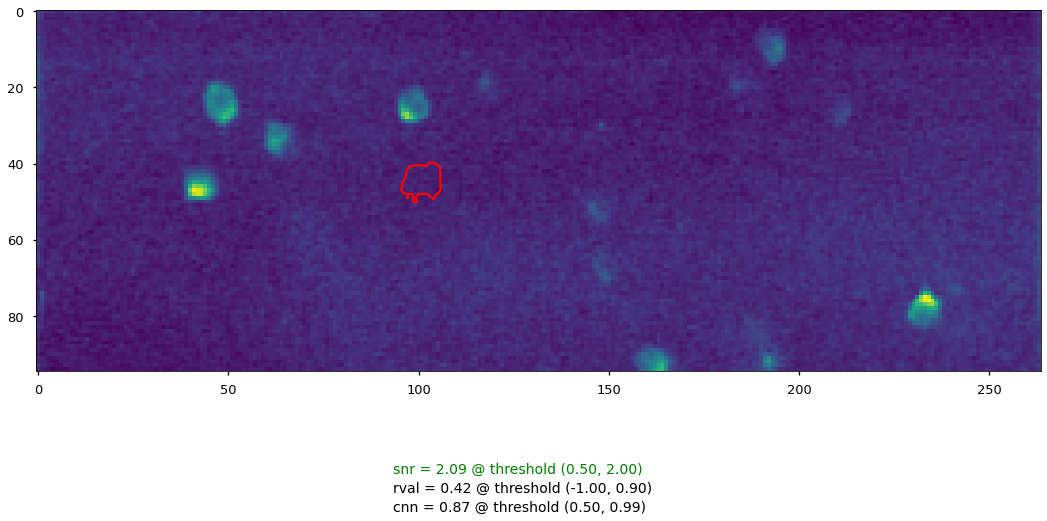 0
20
40
60
80
0 50 100 150 200 250
snr = 2.09 @ threshold (0.50, 2.00)
rval = 0.42 @ threshold (-1.00, 0.90)
cnn = 0.87 @ threshold (0.50, 0.99)